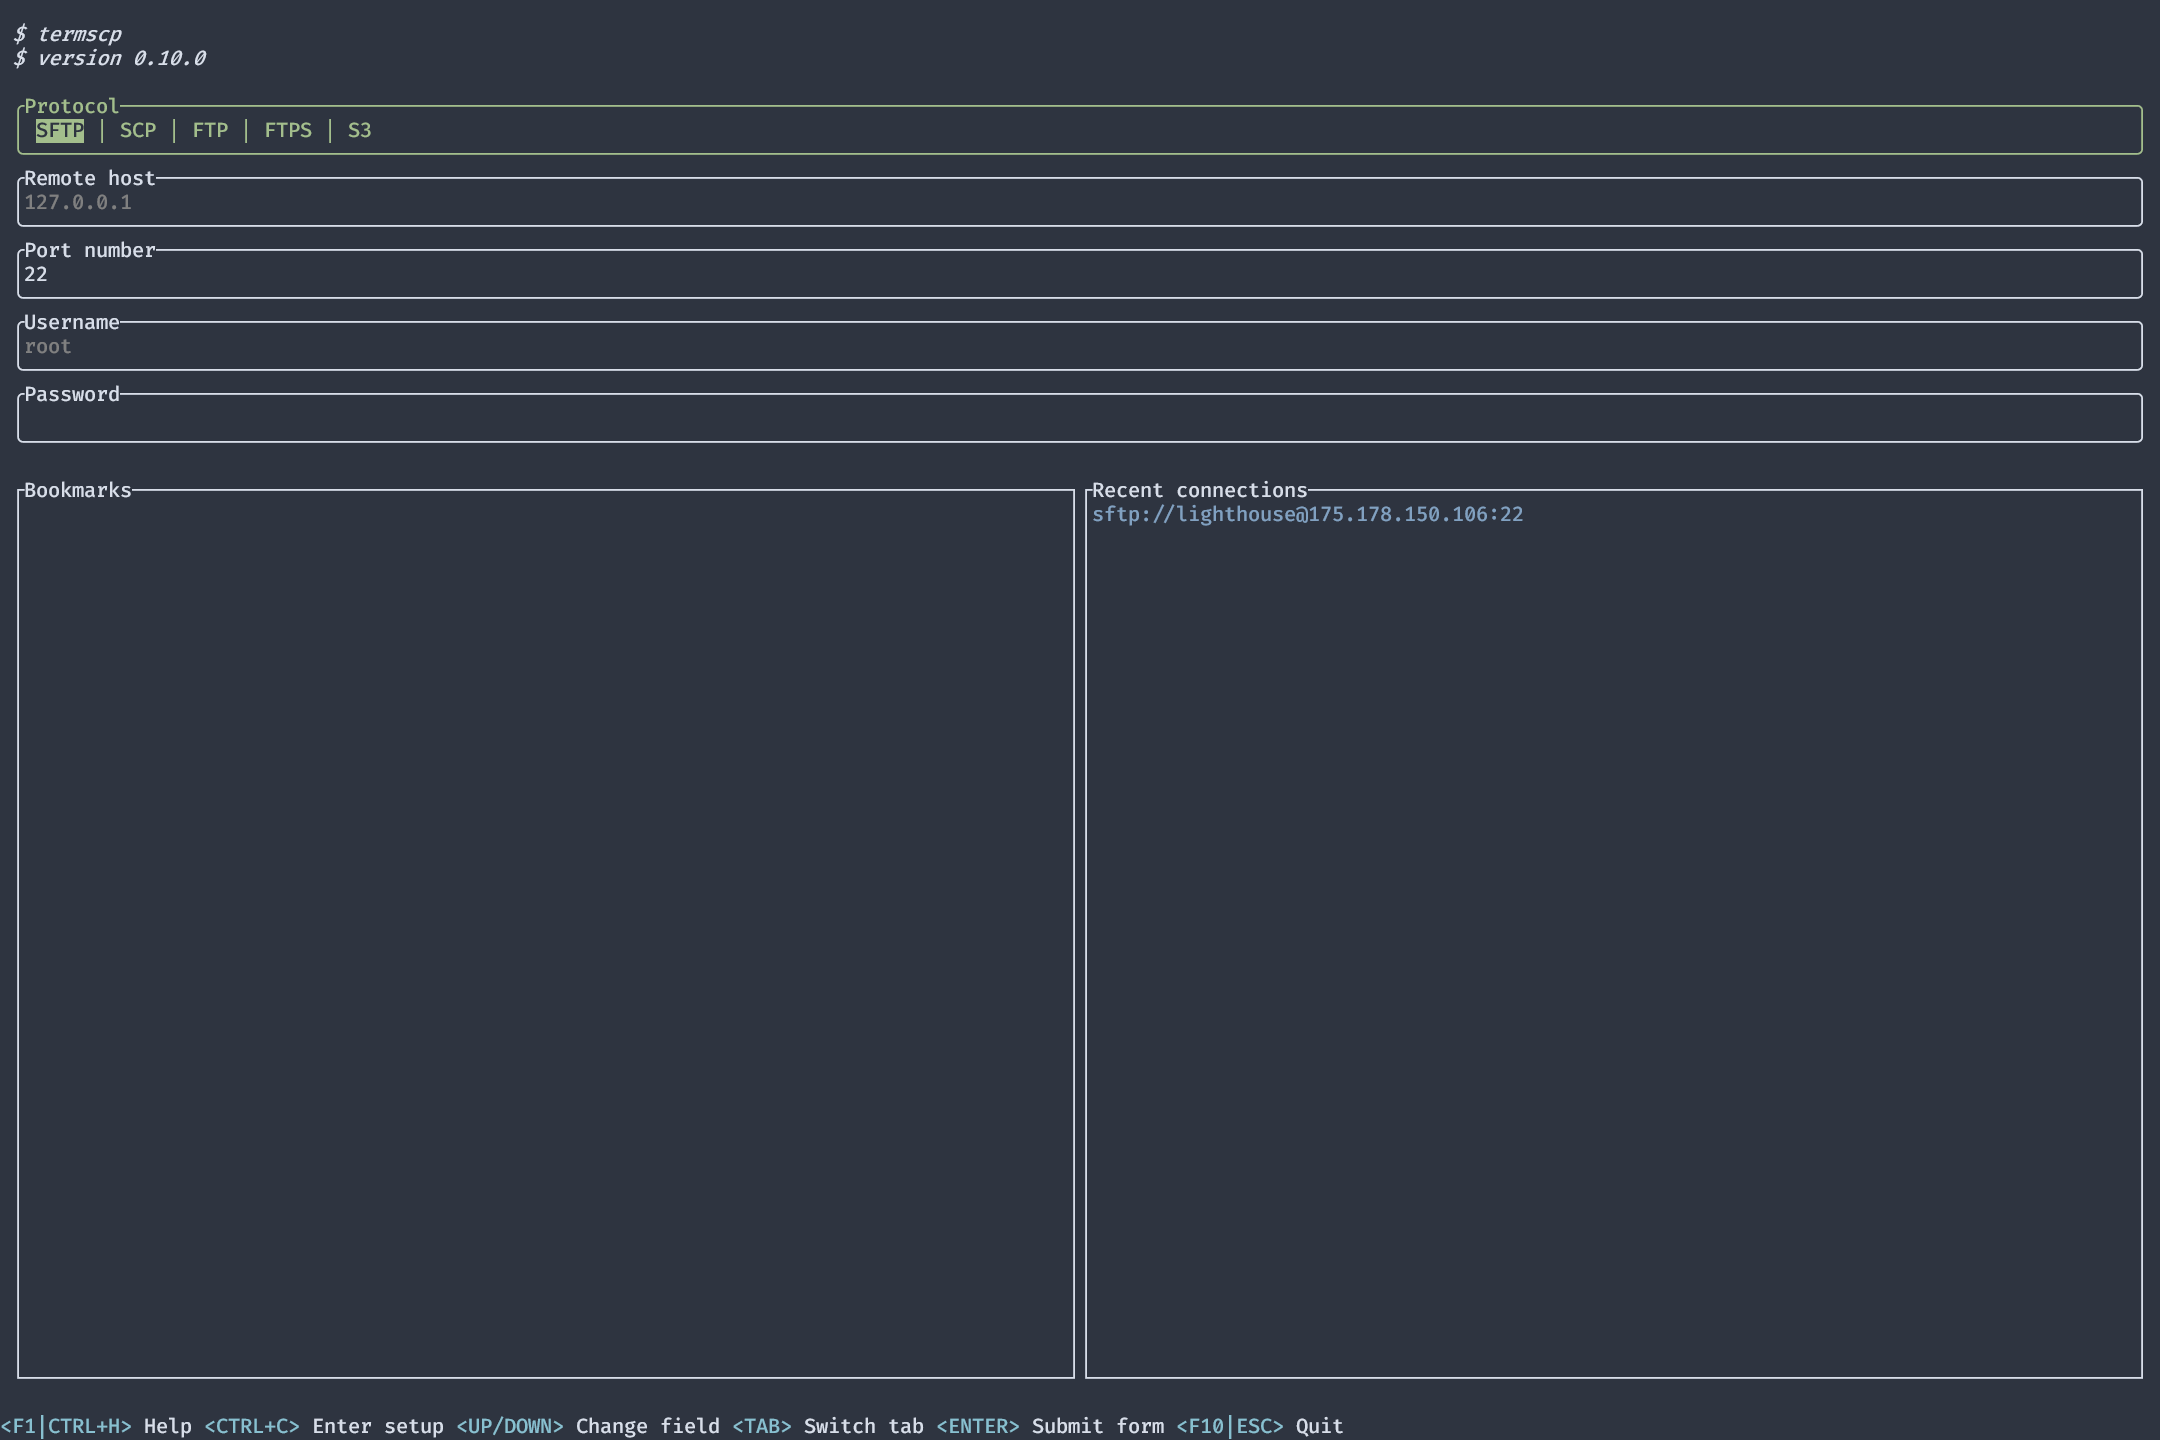 $ termscp
$ version 0.10.0
Protocol
SFTP │ SCP │ FTP │ FTPS │ S3
Remote host
127.0.0.1
Port number
22
Username
root
Password
Bookmarks
Recent connections
sftp://lighthouse@175.178.150.106:22
<F1|CTRL+H> Help <CTRL+C> Enter setup <UP/DOWN> Change field <TAB> Switch tab <ENTER> Submit form <F10|ESC> Quit